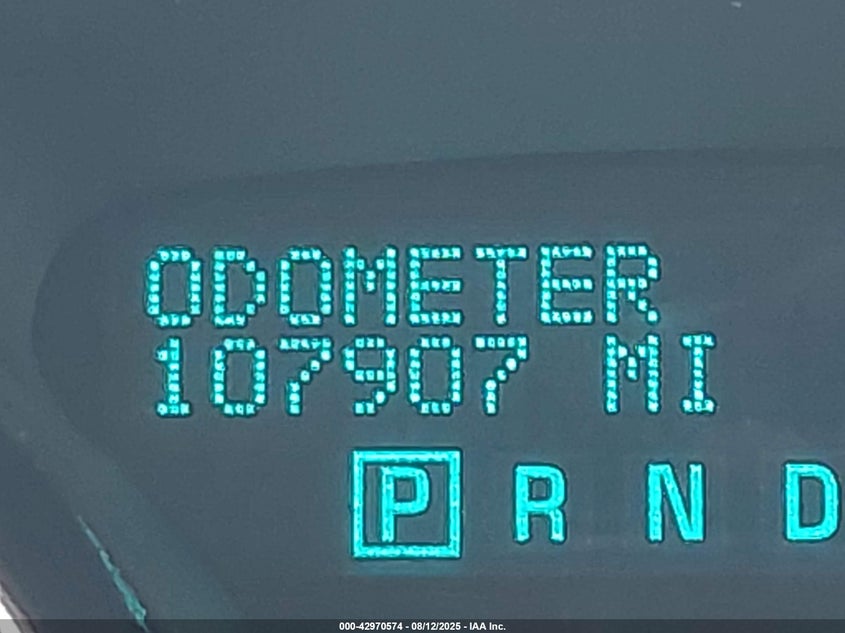 ODOMETER
107907 MI
P R N D
000-42970574 - 08/12/2025 - IAA Inc.